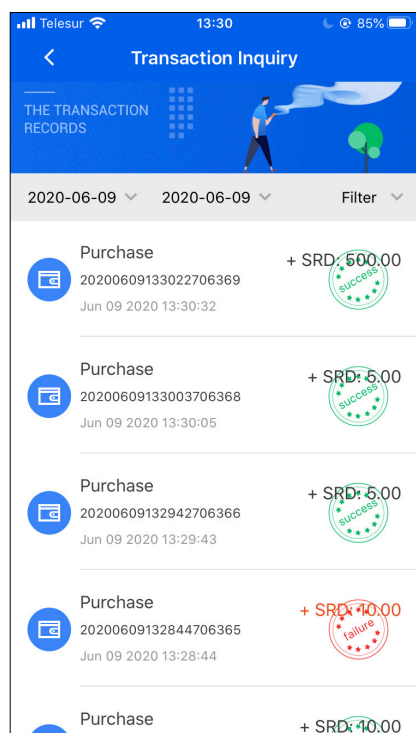 Telesur 13:30 85%
Transaction Inquiry
THE TRANSACTION
RECORDS
2020-06-09 2020-06-09 Filter
Purchase
+ SRD: 500.00
20200609133022706369
success
Jun 09 2020 13:30:32
Purchase
+ SRD: 5.00
20200609133003706368
success
Jun 09 2020 13:30:05
Purchase
+ SRD: 5.00
20200609132942706366
success
Jun 09 2020 13:29:43
Purchase
+ SRD: 10.00
20200609132844706365
failure
Jun 09 2020 13:28:44
Purchase
+ SRD: 10.00